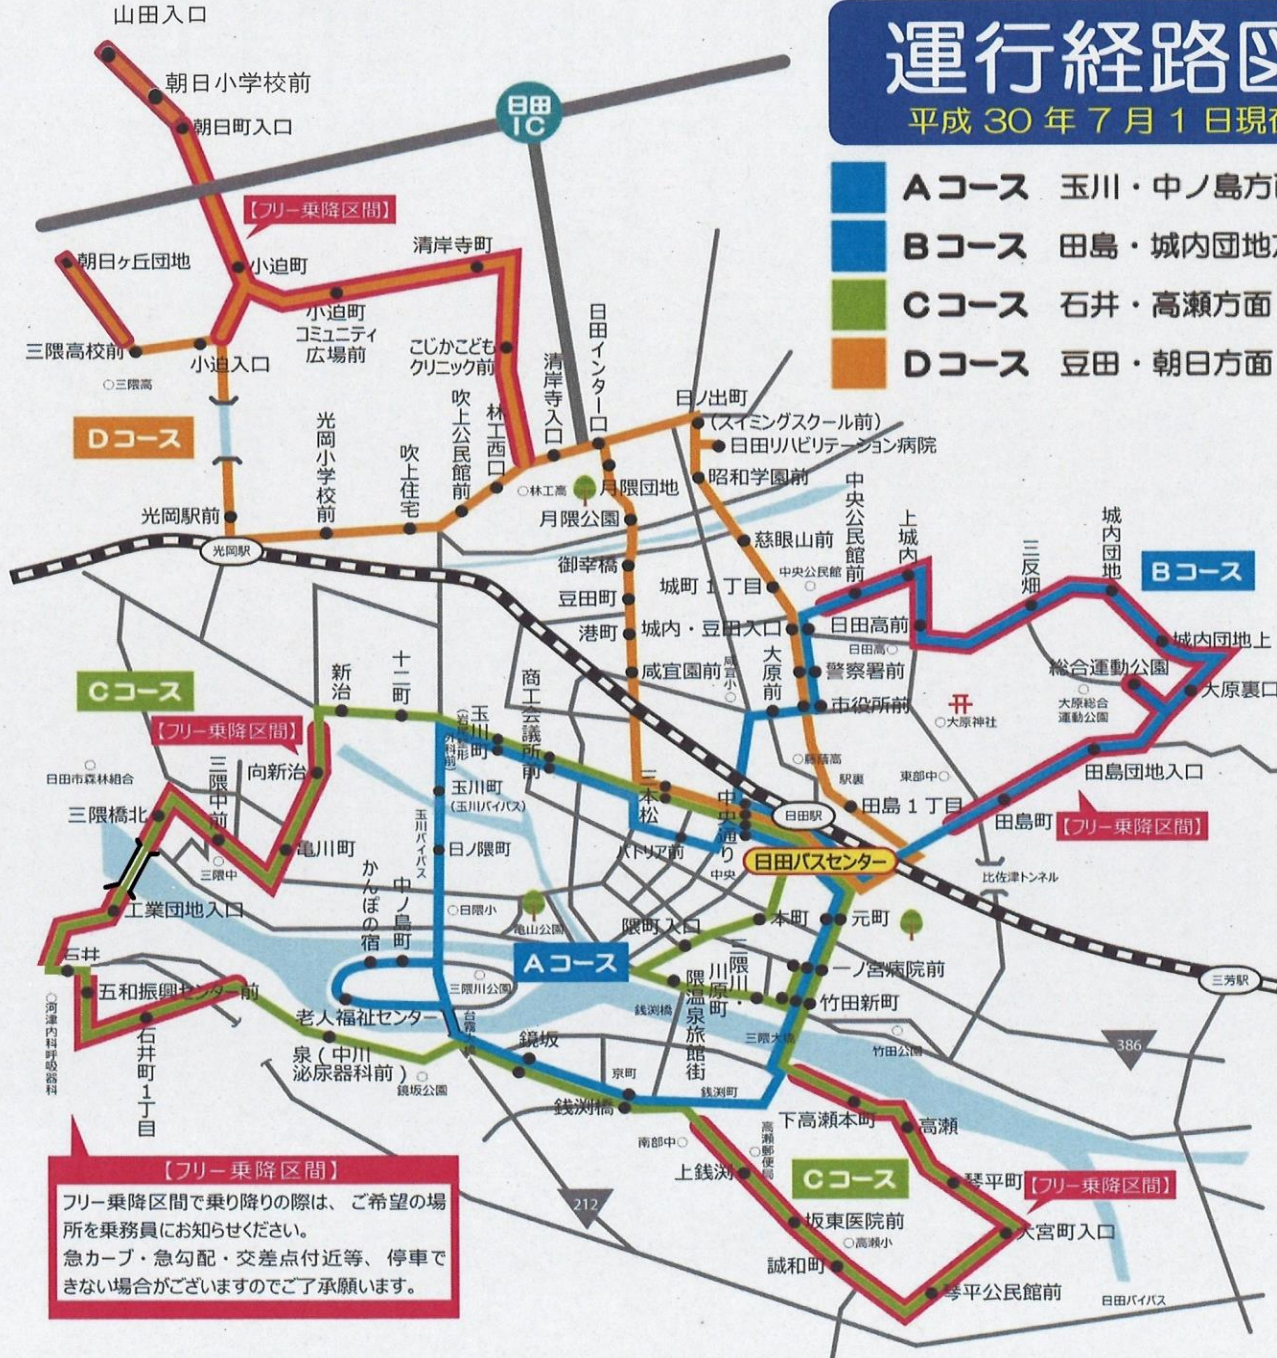 運行経路図
平成 30 年 7 月 1 日現在
Aコース 玉川・中ノ島方面
Bコース 田島・城内団地
Cコース 石井・高瀬方面
Dコース 豆田・朝日方面
山田入口
朝日小学校前
朝日町入口
日田
IC
【フリー乗降区間】
朝日ヶ丘団地
小迫町
清岸寺町
小迫町
コミュニティ
広場前
三隈高校前
小迫入口
○三隈高
こじかこども
クリニック前
清岸寺入口
日田インター口
日ノ出町
(スイミングスクール前)
日田リハビリテーション病院
昭和学園前
Dコース
光岡小学校前
吹上住宅
吹上公民館前
林工西口
○林工高
月隈団地
月隈公園
光岡駅前
光岡駅
御幸橋
豆田町
港町
咸宜園前
咸宜小○
慈眼山前
城町1丁目
中央公民館
○
中央公民館前
上城内
三反畑
城内団地
Bコース
城内・豆田入口
日田高前
日田高○
城内団地上
大原前
警察署前
市役所前
総合運動公園
○
大原総合
運動公園
大原裏口
○大原神社
Cコース
新治
十二町
玉川町
商工会議所前
【フリー乗降区間】
○
日田市森林組合
三隈中前
向新治
三隈橋北
亀川町
○
三隈中
玉川町
(玉川バイパス)
玉川バイパス
日ノ隈町
三本松
パトリア前
中央通り
中央
○藤蔭高
駅裏
東部中○
日田駅
田島1丁目
田島団地入口
田島町
【フリー乗降区間】
日田バスセンター
比佐津トンネル
工業団地入口
かんぽの宿
中ノ島町
○日隈小
亀山公園
隈町入口
本町
元町
Aコース
石井
五和振興センター前
○河津内科呼吸器科
石井町1丁目
老人福祉センター
○
三隈川公園
台霧大橋
銭渕橋
隈温泉旅館街
三隈川・
川原町
一ノ宮病院前
竹田新町
三隈大橋
○
竹田公園
三芳駅
386
泉(中川
泌尿器科前)
○
鏡坂公園
鏡坂
京町
銭渕橋
銭渕町
下高瀬本町
高瀬
南部中○
○高瀬郵便局
上銭渕
Cコース
琴平町
【フリー乗降区間】
坂東医院前
○高瀬小
大宮町入口
誠和町
琴平公民館前
日田バイパス
212
【フリー乗降区間】
フリー乗降区間で乗り降りの際は、ご希望の場
所を乗務員にお知らせください。
急カーブ・急勾配・交差点付近等、停車で
きない場合がございますのでご了承願います。